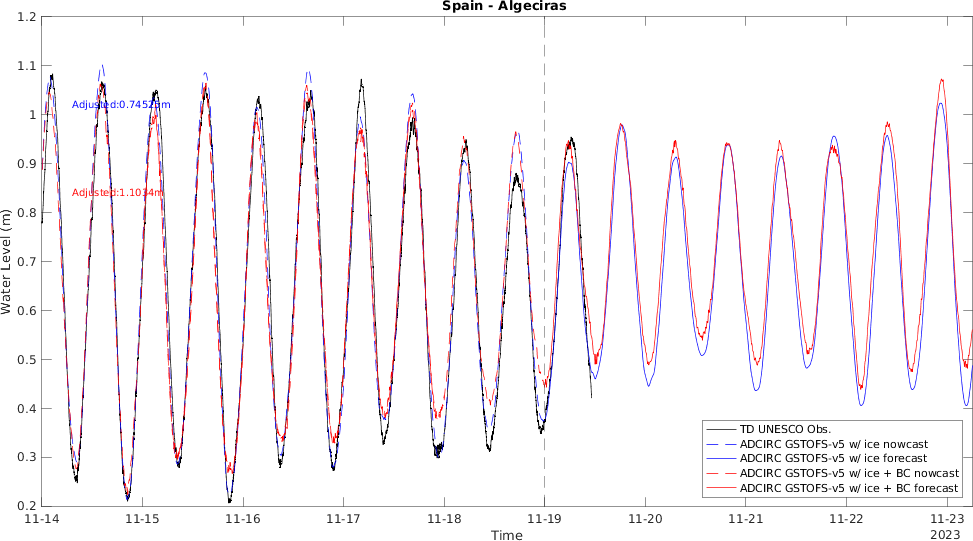 Spain - Algeciras
1.2
1.1
1
0.9
0.8
0.7
0.6
0.5
0.4
0.3
0.2
Water Level (m)
Adjusted:0.74523m
Adjusted:1.1034m
TD UNESCO Obs.
ADCIRC GSTOFS-v5 w/ ice nowcast
ADCIRC GSTOFS-v5 w/ ice forecast
ADCIRC GSTOFS-v5 w/ ice + BC nowcast
ADCIRC GSTOFS-v5 w/ ice + BC forecast
11-14 11-15 11-16 11-17 11-18 11-19 11-20 11-21 11-22 11-23
2023
Time